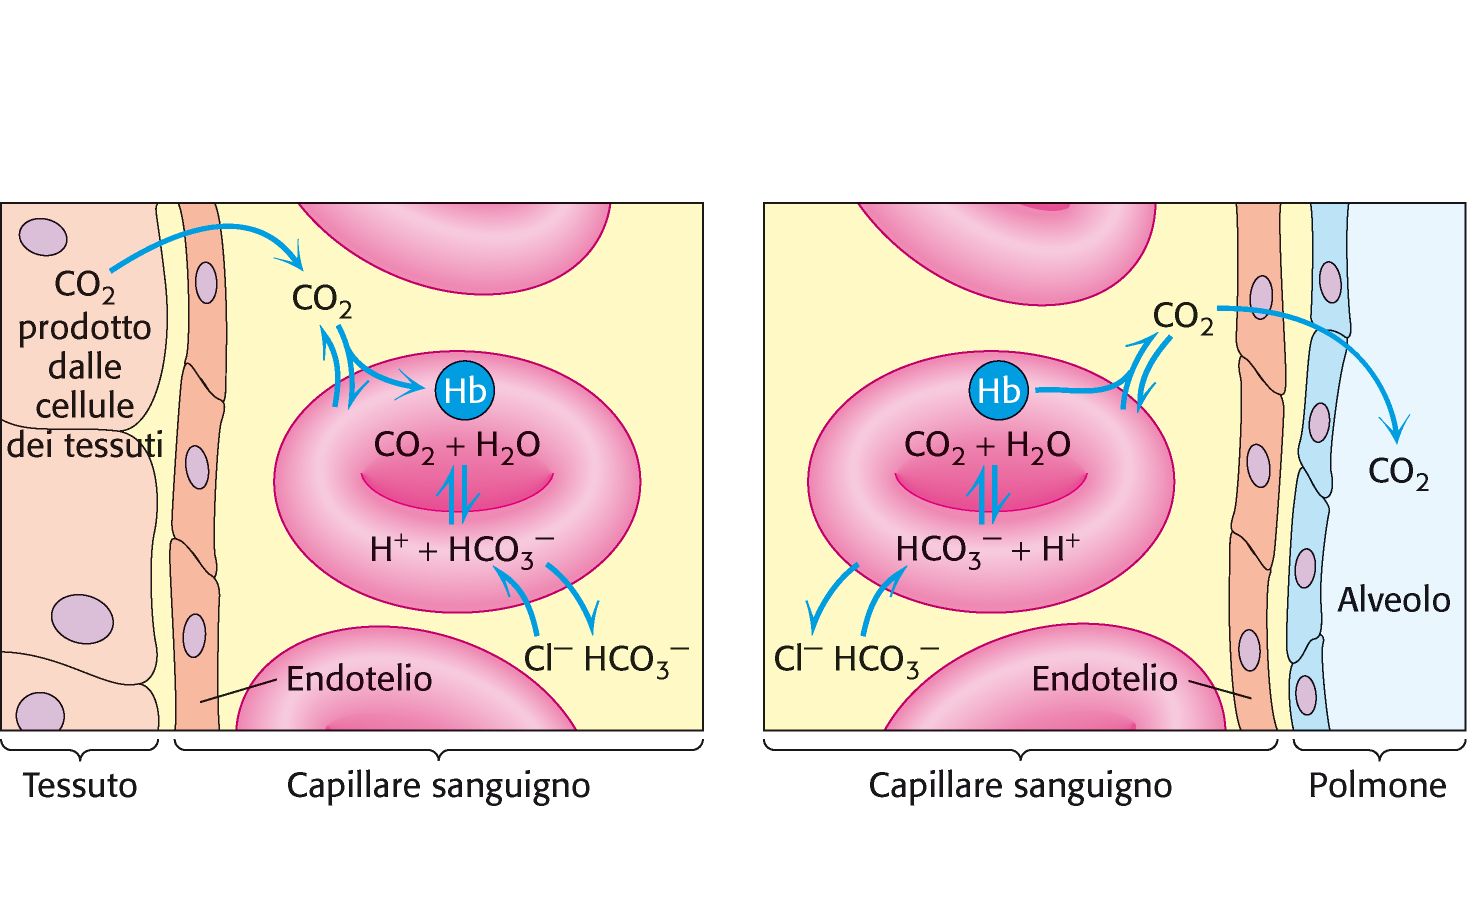 CO₂
prodotto
dalle
cellule
dei tessuti
CO₂
Hb
CO₂ + H₂O
H⁺ + HCO₃⁻
Cl⁻ HCO₃⁻
Endotelio
Tessuto
Capillare sanguigno
CO₂
Hb
CO₂ + H₂O
HCO₃⁻ + H⁺
Cl⁻ HCO₃⁻
Endotelio
CO₂
Alveolo
Capillare sanguigno
Polmone